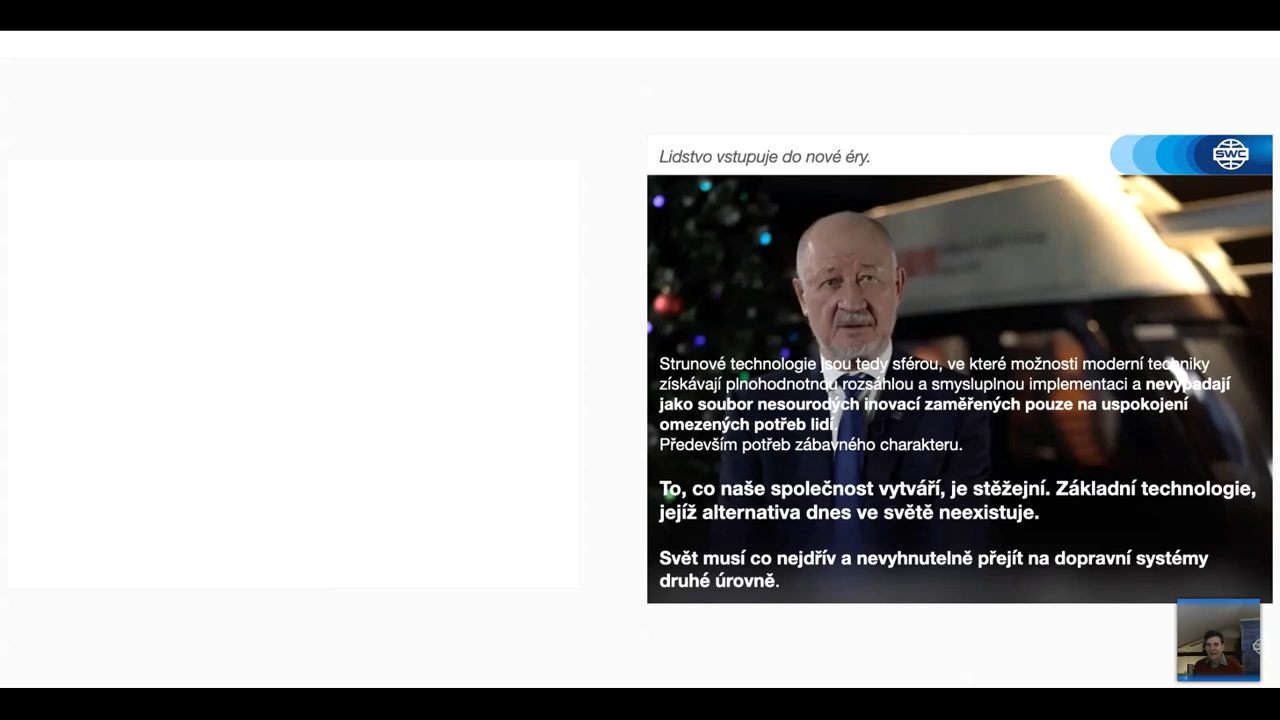 Lidstvo vstupuje do nové éry.
SWC
Strunové technologie jsou tedy sférou, ve které možnosti moderní techniky
získávají plnohodnotnou rozsáhlou a smysluplnou implementaci a nevypadají
jako soubor nesourodých inovací zaměřených pouze na uspokojení
omezených potřeb lidí.
Především potřeb zábavného charakteru.
To, co naše společnost vytváří, je stěžejní. Základní technologie,
jejíž alternativa dnes ve světě neexistuje.
Svět musí co nejdřív a nevyhnutelně přejít na dopravní systémy
druhé úrovně.